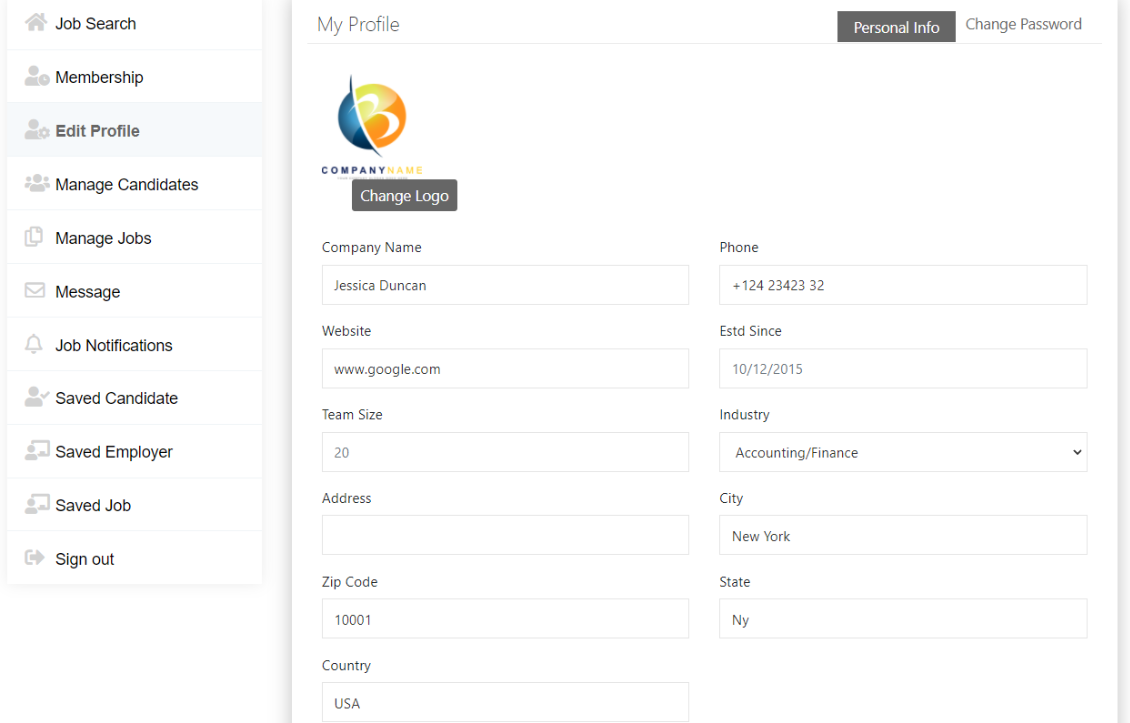 Job Search
Membership
Edit Profile
Manage Candidates
Manage Jobs
Message
Job Notifications
Saved Candidate
Saved Employer
Saved Job
Sign out
My Profile
Personal Info
Change Password
COMPANYNAME
Change Logo
Company Name
Phone
Jessica Duncan
+124 23423 32
Website
Estd Since
www.google.com
10/12/2015
Team Size
Industry
20
Accounting/Finance
Address
City
New York
Zip Code
State
10001
Ny
Country
USA